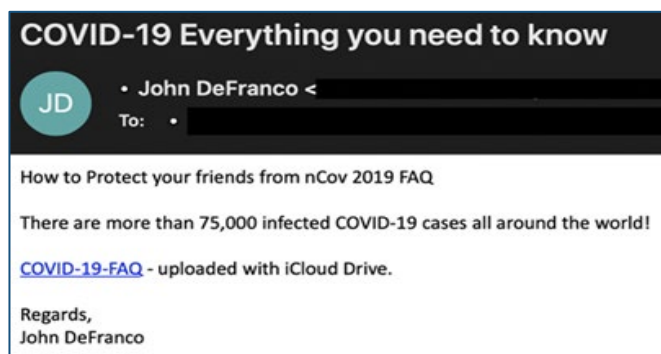 COVID-19 Everything you need to know
JD
• John DeFranco <
To: •
How to Protect your friends from nCov 2019 FAQ
There are more than 75,000 infected COVID-19 cases all around the world!
COVID-19-FAQ - uploaded with iCloud Drive.
Regards,
John DeFranco